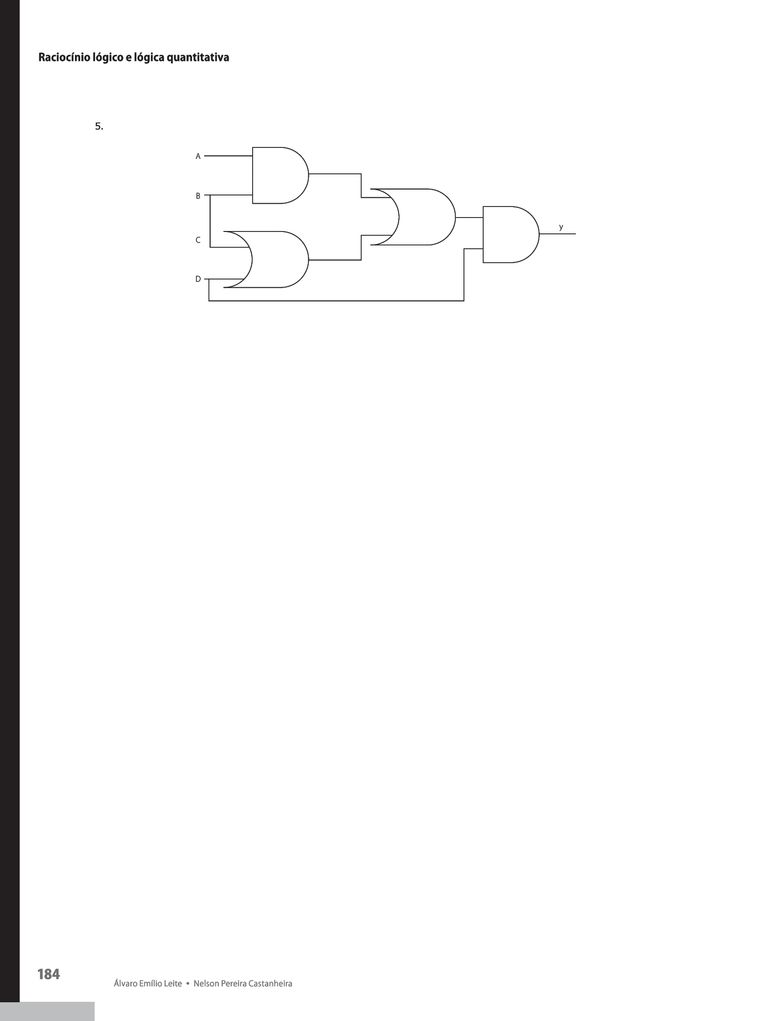 Raciocínio lógico e lógica quantitativa
5.
A
B
C
D
y
184
Álvaro Emílio Leite • Nelson Pereira Castanheira